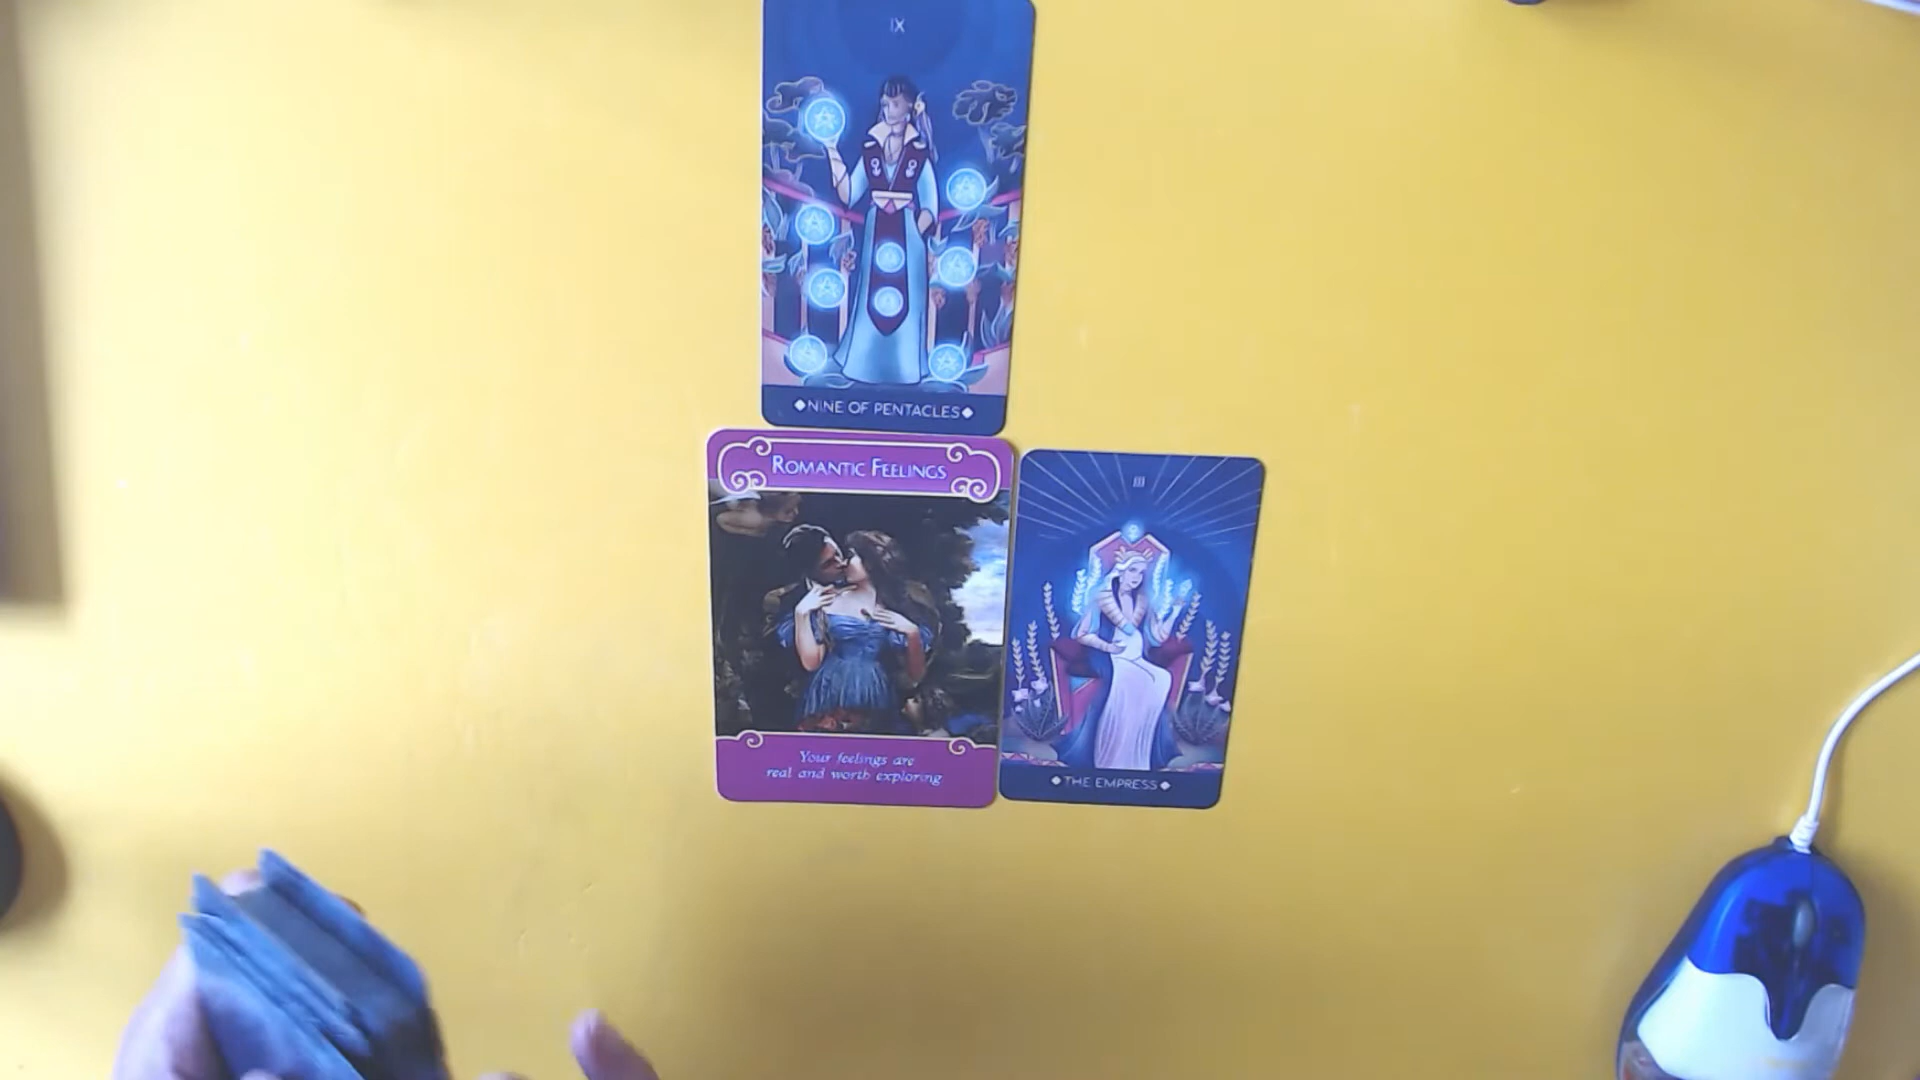 IX
◆NINE OF PENTACLES◆
ROMANTIC FEELINGS
Your feelings are
real and worth exploring
III
◆THE EMPRESS◆